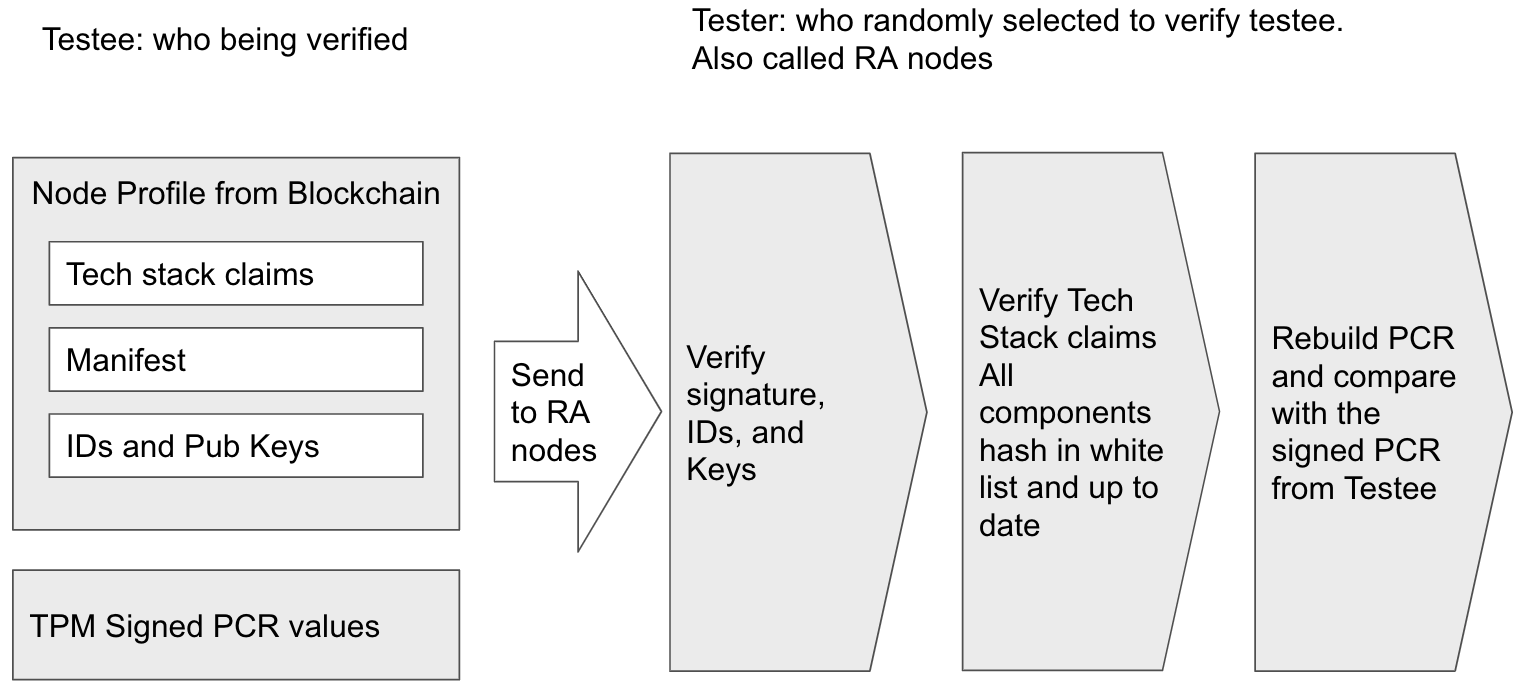 Testee: who being verified
Tester: who randomly selected to verify testee.
Also called RA nodes
Node Profile from Blockchain
Tech stack claims
Manifest
IDs and Pub Keys
TPM Signed PCR values
Send
to RA
nodes
Verify
signature,
IDs, and
Keys
Verify Tech
Stack claims
All
components
hash in white
list and up to
date
Rebuild PCR
and compare
with the
signed PCR
from Testee